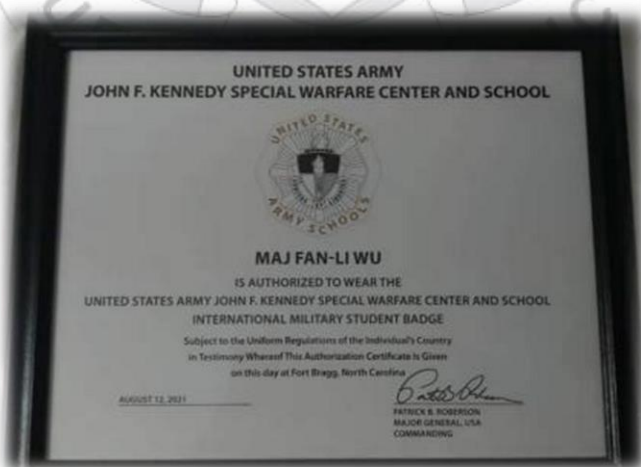 UNITED STATES ARMY
JOHN F. KENNEDY SPECIAL WARFARE CENTER AND SCHOOL
UNITED STATES
ARMY SCHOOLS
MAJ FAN-LI WU
IS AUTHORIZED TO WEAR THE
UNITED STATES ARMY JOHN F. KENNEDY SPECIAL WARFARE CENTER AND SCHOOL
INTERNATIONAL MILITARY STUDENT BADGE
Subject to the Uniform Regulations of the Individual's Country
in Testimony Whereof This Authorization Certificate Is Given
on this day at Fort Bragg, North Carolina
AUGUST 12, 2021
PATRICK B. ROBERSON
MAJOR GENERAL, USA
COMMANDING